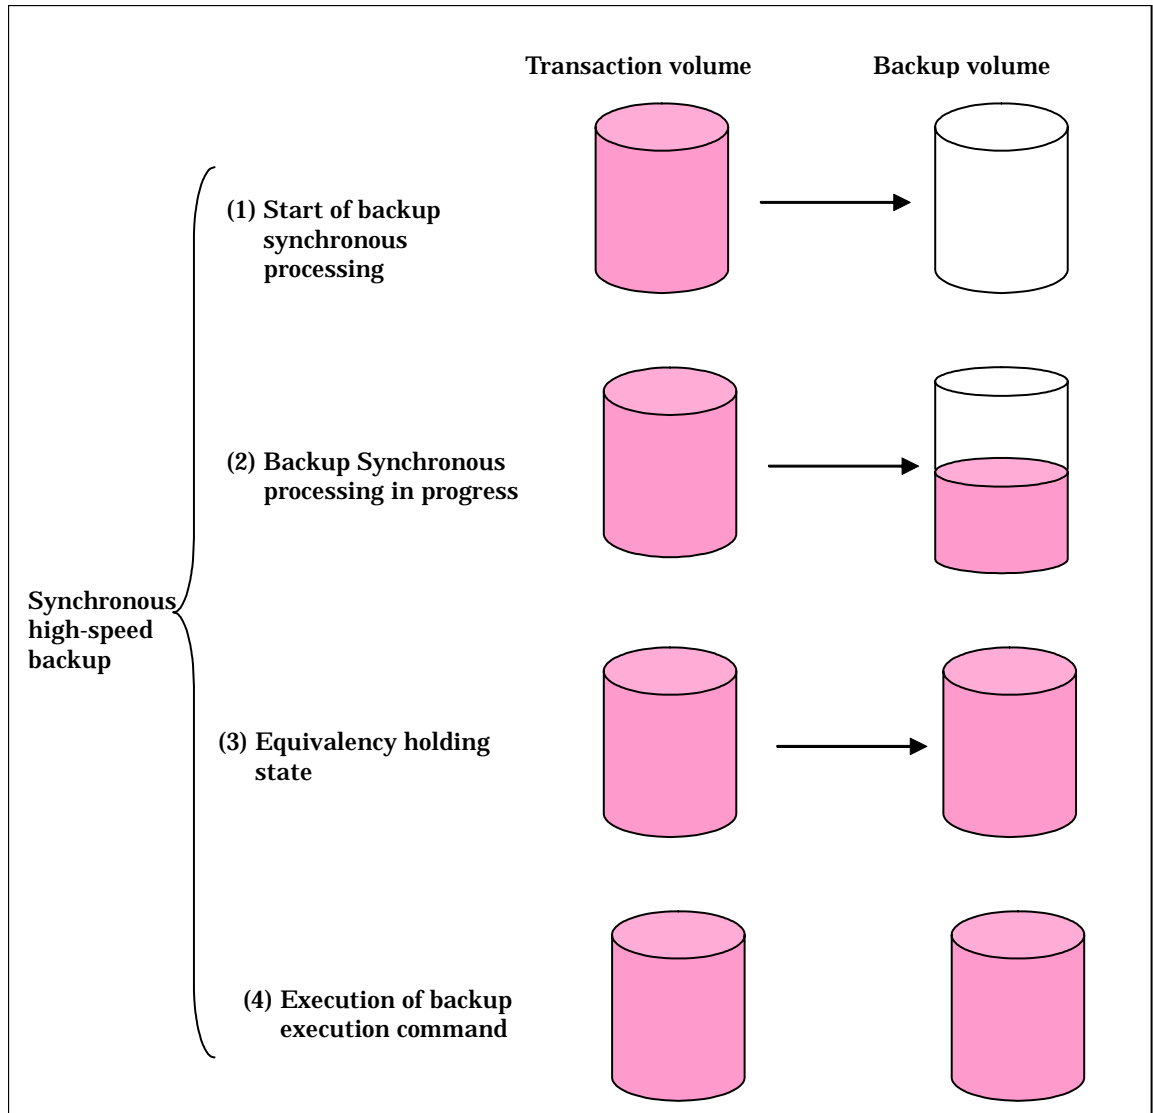 Transaction volume
Backup volume
(1) Start of backup
synchronous
processing
(2) Backup Synchronous
processing in progress
Synchronous
high-speed
backup
(3) Equivalency holding
state
(4) Execution of backup
execution command